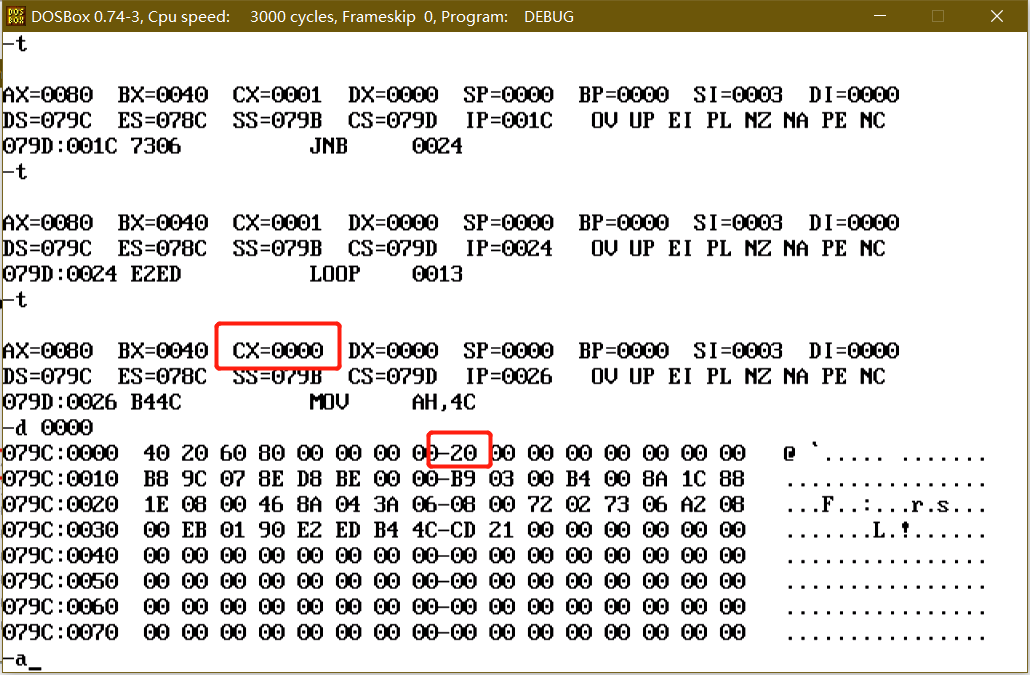 DOSBox 0.74-3, Cpu speed: 3000 cycles, Frameskip 0, Program: DEBUG
-t
AX=0080 BX=0040 CX=0001 DX=0000 SP=0000 BP=0000 SI=0003 DI=0000
DS=079C ES=078C SS=079B CS=079D IP=001C OV UP EI PL NZ NA PE NC
079D:001C 7306 JNB 0024
-t
AX=0080 BX=0040 CX=0001 DX=0000 SP=0000 BP=0000 SI=0003 DI=0000
DS=079C ES=078C SS=079B CS=079D IP=0024 OV UP EI PL NZ NA PE NC
079D:0024 E2ED LOOP 0013
-t
AX=0080 BX=0040 CX=0000 DX=0000 SP=0000 BP=0000 SI=0003 DI=0000
DS=079C ES=078C SS=079B CS=079D IP=0026 OV UP EI PL NZ NA PE NC
079D:0026 B44C MOV AH,4C
-d 0000
079C:0000 40 20 60 80 00 00 00 00-20 00 00 00 00 00 00 00 @ `..... .......
079C:0010 B8 9C 07 8E D8 BE 00 00-B9 03 00 B4 00 8A 1C 88 ................
079C:0020 1E 08 00 46 8A 04 3A 06-08 00 72 02 73 06 A2 08 ...F..:...r.s...
079C:0030 00 EB 01 90 E2 ED B4 4C-CD 21 00 00 00 00 00 00 .......L.!......
079C:0040 00 00 00 00 00 00 00 00-00 00 00 00 00 00 00 00 ................
079C:0050 00 00 00 00 00 00 00 00-00 00 00 00 00 00 00 00 ................
079C:0060 00 00 00 00 00 00 00 00-00 00 00 00 00 00 00 00 ................
079C:0070 00 00 00 00 00 00 00 00-00 00 00 00 00 00 00 00 ................
-a_